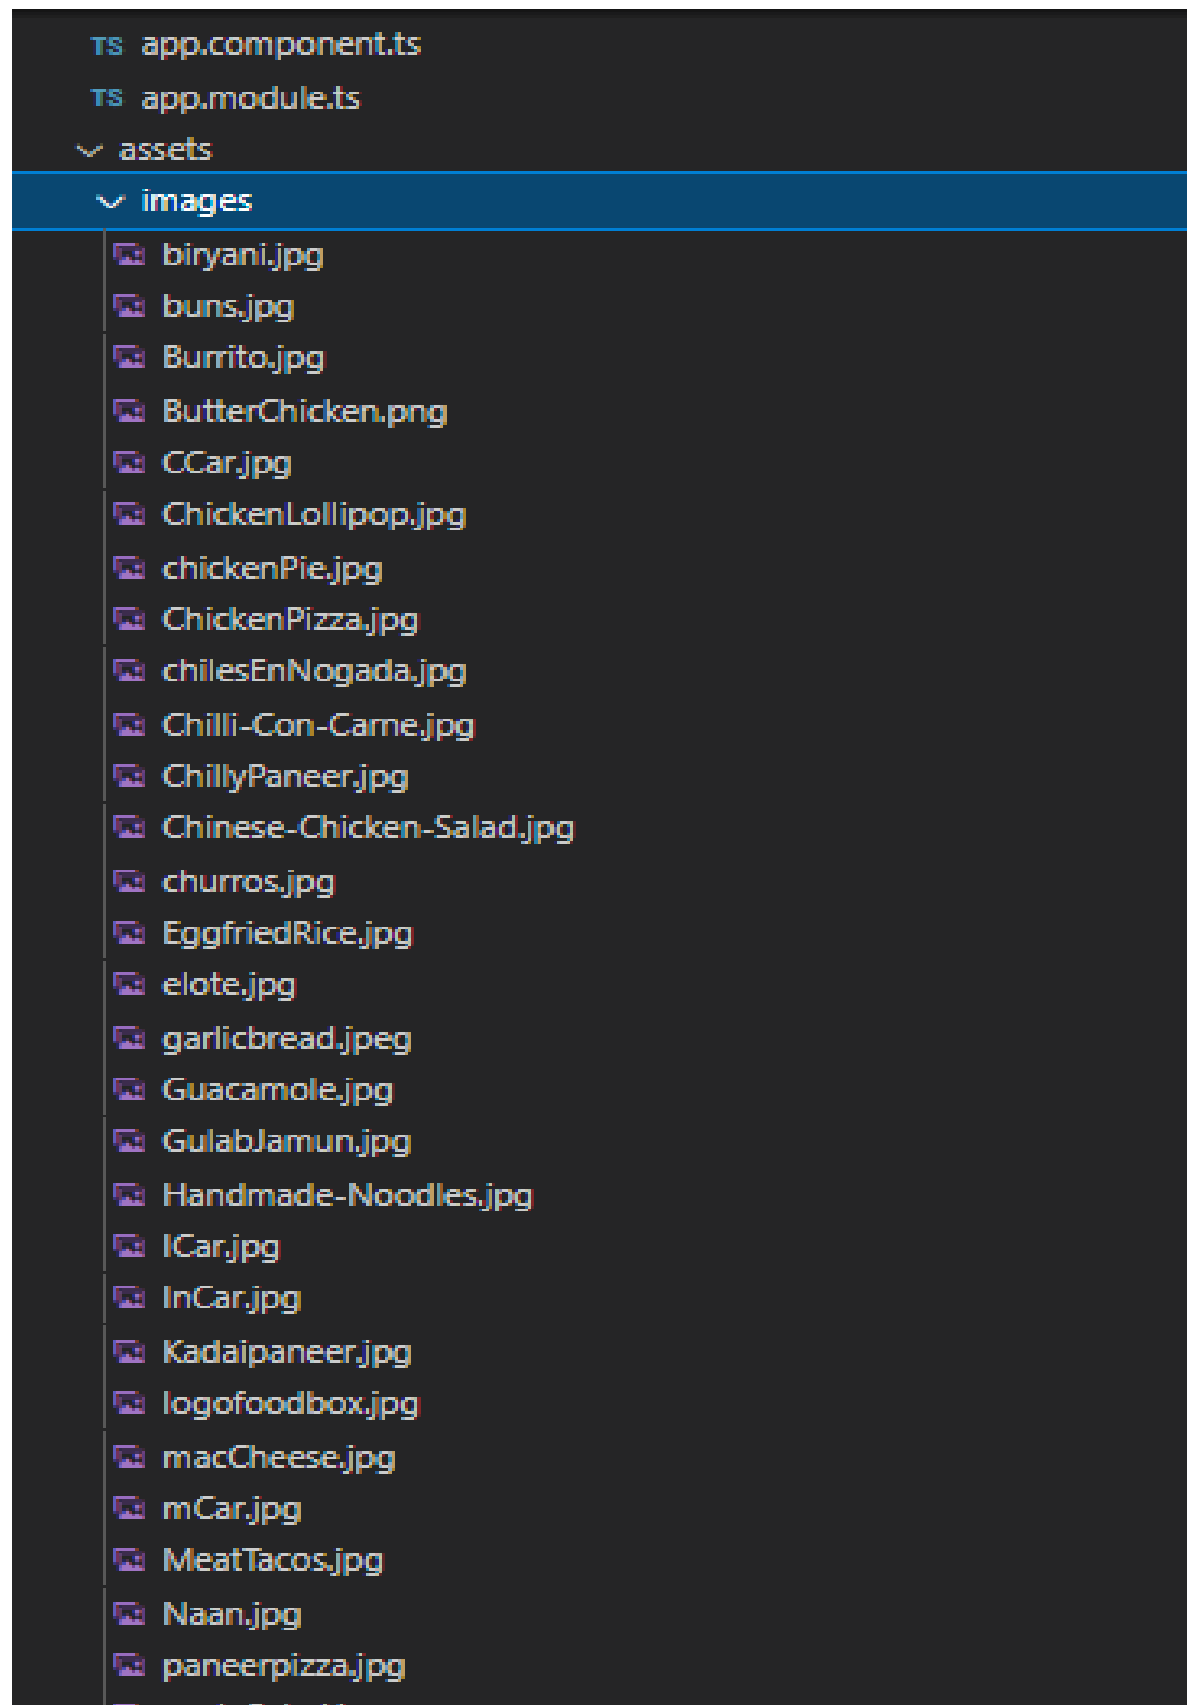 TS app.component.ts
TS app.module.ts
assets
images
biryani.jpg
buns.jpg
Burrito.jpg
ButterChicken.png
CCar.jpg
ChickenLollipop.jpg
chickenPie.jpg
ChickenPizza.jpg
chilesEnNogada.jpg
Chilli-Con-Carne.jpg
ChillyPaneer.jpg
Chinese-Chicken-Salad.jpg
churros.jpg
EggfriedRice.jpg
elote.jpg
garlicbread.jpeg
Guacamole.jpg
GulabJamun.jpg
Handmade-Noodles.jpg
ICar.jpg
InCar.jpg
Kadaipaneer.jpg
logofoodbox.jpg
macCheese.jpg
mCar.jpg
MeatTacos.jpg
Naan.jpg
paneerpizza.jpg